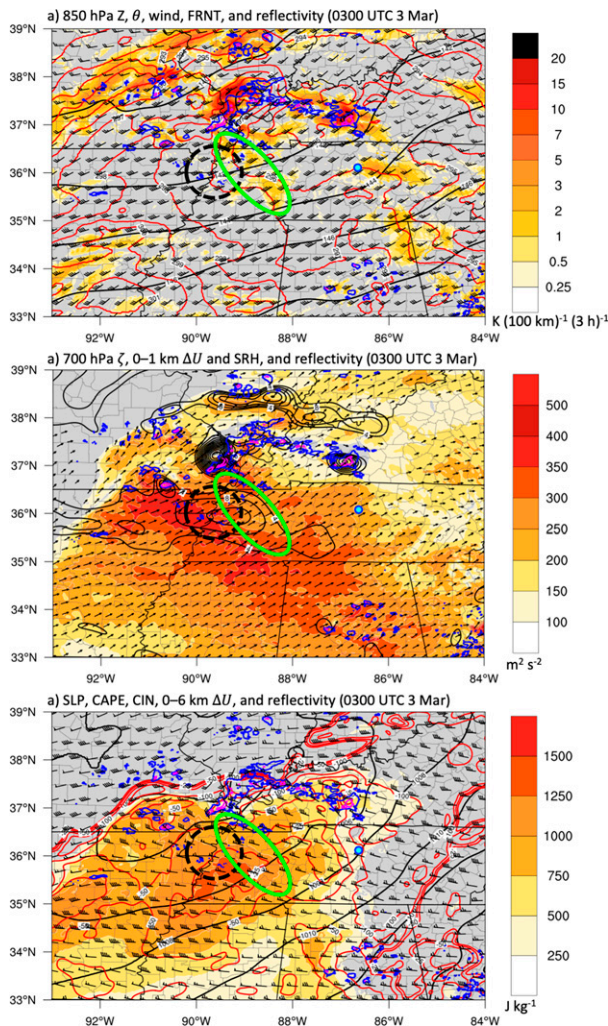 a) 850 hPa Z, θ, wind, FRNT, and reflectivity (0300 UTC 3 Mar)
39°N
38°N
37°N
36°N
35°N
34°N
33°N
92°W 90°W 88°W 86°W 84°W
20
15
10
7
5
3
2
1
0.5
0.25
K (100 km)⁻¹ (3 h)⁻¹
a) 700 hPa ζ, 0–1 km ΔU and SRH, and reflectivity (0300 UTC 3 Mar)
39°N
38°N
37°N
36°N
35°N
34°N
33°N
92°W 90°W 88°W 86°W 84°W
500
450
400
350
300
250
200
150
100
m² s⁻²
a) SLP, CAPE, CIN, 0–6 km ΔU, and reflectivity (0300 UTC 3 Mar)
39°N
38°N
37°N
36°N
35°N
34°N
33°N
92°W 90°W 88°W 86°W 84°W
1500
1250
1000
750
500
250
J kg⁻¹